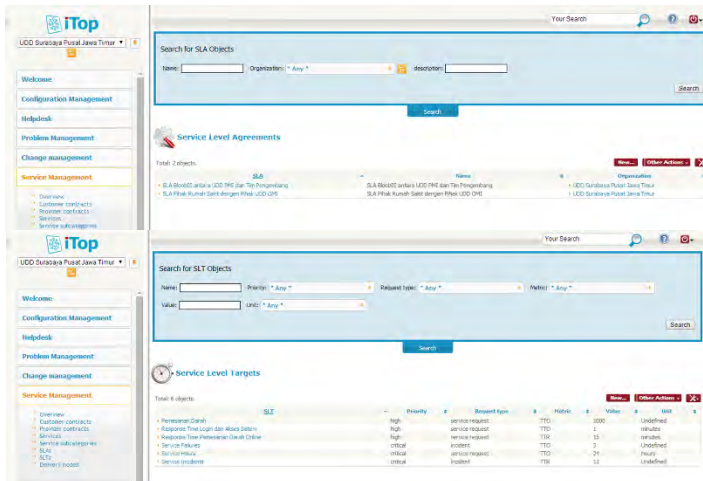 iTop
Your Search
UDD Surabaya Pusat Jawa Timur
Welcome
Configuration Management
Helpdesk
Problem Management
Change management
Service Management
Overview
Customer contracts
Provider contracts
Services
Service subcategories
Search for SLA Objects
Name: Organization: * Any * description:
Search
Search
Service Level Agreements
Total: 2 objects.
New... Other Actions
SLA Name Organization
SLA BloodIS antara UDD PMI dan Tim Pengembang SLA BloodIS antara UDD PMI dan Tim Pengembang UDD Surabaya Pusat Jawa Timur
SLA Pihak Rumah Sakit dengan Pihak UDD PMI SLA Pihak Rumah Sakit dengan Pihak UDD PMI UDD Surabaya Pusat Jawa Timur
iTop
Your Search
UDD Surabaya Pusat Jawa Timur
Welcome
Configuration Management
Helpdesk
Problem Management
Change management
Service Management
Overview
Customer contracts
Provider contracts
Services
Service subcategories
SLAs
SLTs
Delivery models
Search for SLT Objects
Name: Priority: * Any * Request type: * Any * Metric: * Any *
Value: Unit: * Any *
Search
Search
Service Level Targets
Total: 6 objects.
New... Other Actions
SLT Priority Request type Metric Value Unit
Pemesanan Darah high service request TTO Undefined
Response Time Login dan Akses Sistem high service request TTO minutes
Response Time Pemesanan Darah Online high service request TTR 15 minutes
Service Failures critical incident TTO Undefined
Service Hours critical service request TTO 24 hours
Service Incidents critical incident TTR 12 Undefined